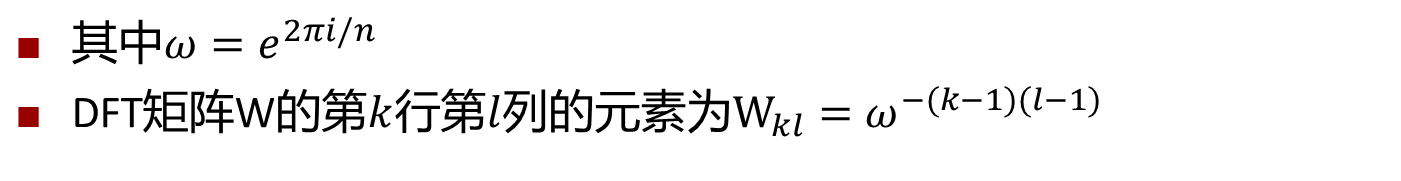 ■ 其中𝜔 = 𝑒^{2𝜋𝑖/𝑛}
■ DFT矩阵W的第𝑘行第𝑙列的元素为W_{𝑘𝑙} = 𝜔^{−(𝑘−1)(𝑙−1)}